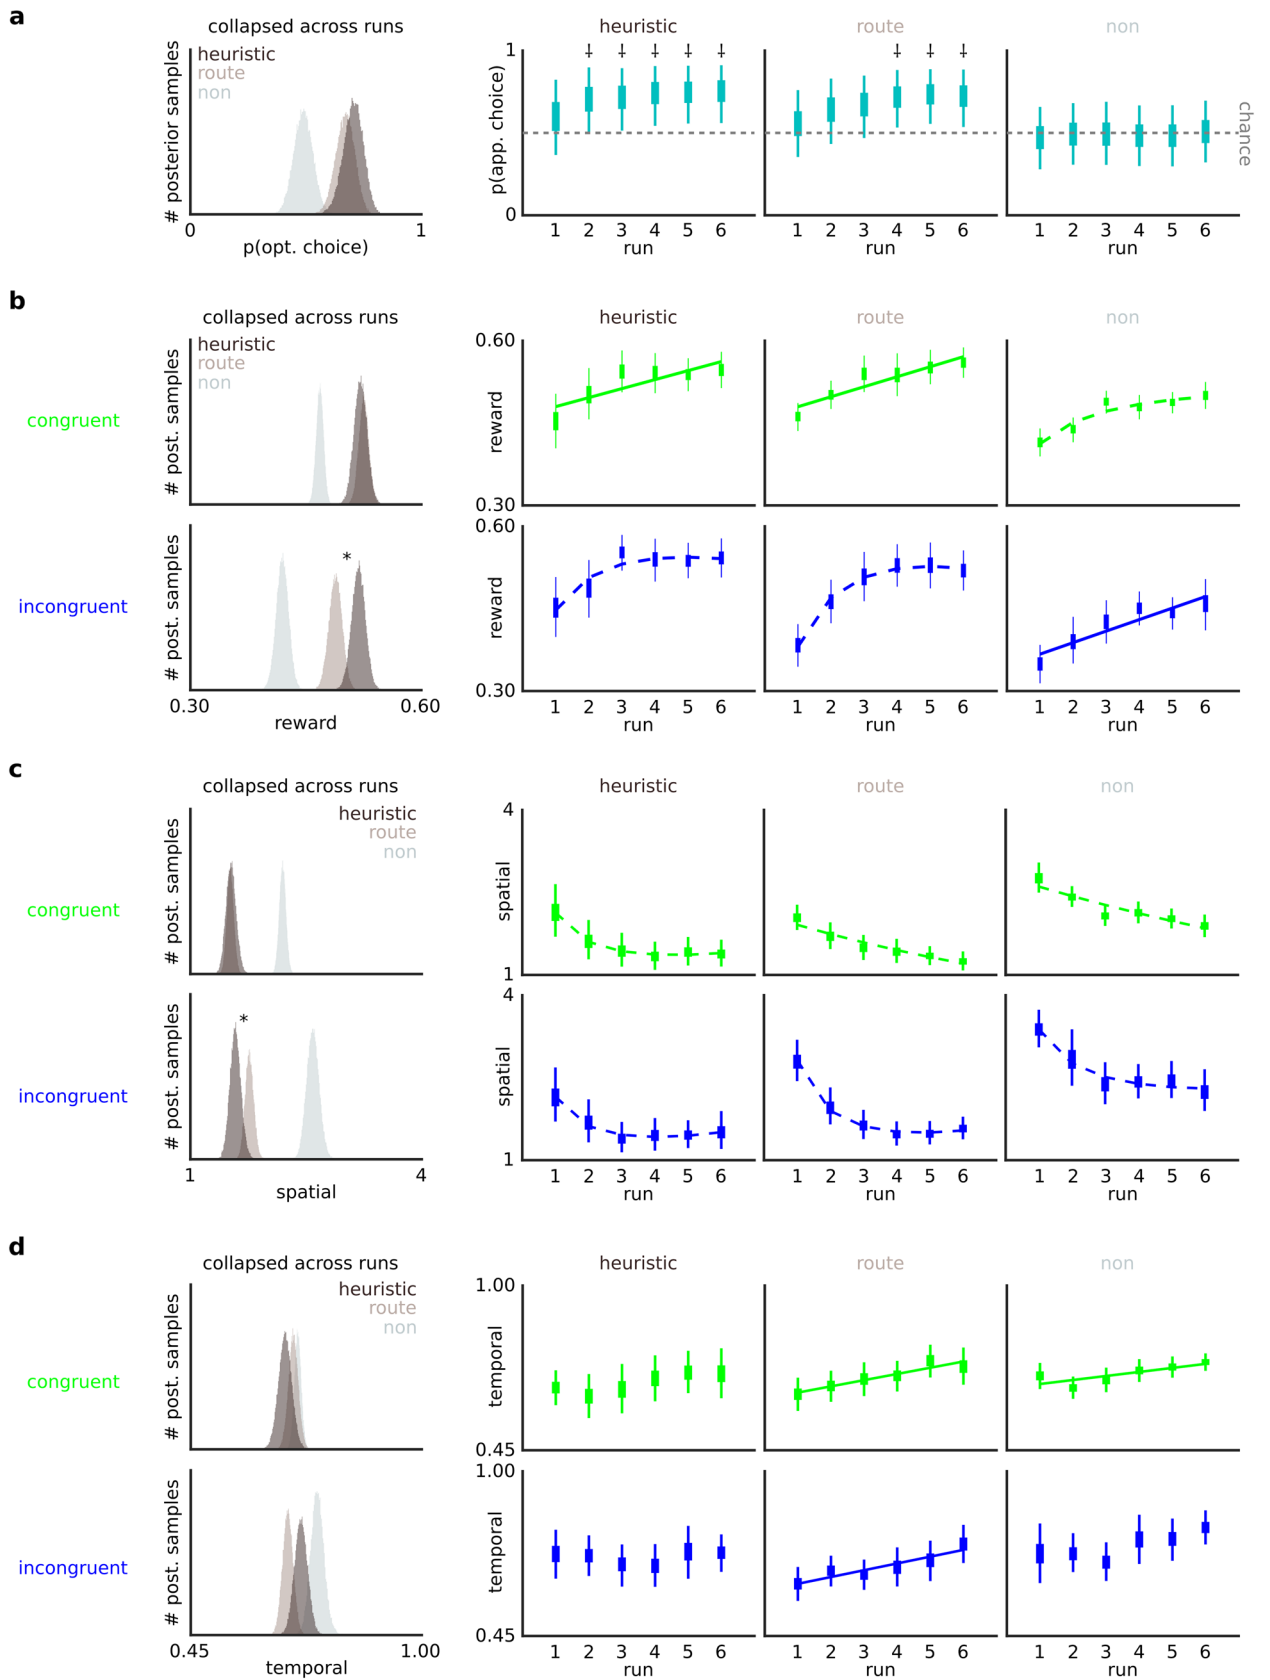 a
collapsed across runs
heuristic
route
non
# posterior samples
0
1
p(opt. choice)
heuristic
route
non
1
0
p(app. choice)
chance
1 2 3 4 5 6
run
1 2 3 4 5 6
run
1 2 3 4 5 6
run
b
collapsed across runs
heuristic
route
non
heuristic
route
non
congruent
# post. samples
0.60
0.30
reward
incongruent
# post. samples
*
0.30
0.60
reward
0.60
0.30
reward
1 2 3 4 5 6
run
1 2 3 4 5 6
run
1 2 3 4 5 6
run
c
collapsed across runs
heuristic
route
non
heuristic
route
non
congruent
# post. samples
4
1
spatial
incongruent
# post. samples
*
1
4
spatial
4
1
spatial
1 2 3 4 5 6
run
1 2 3 4 5 6
run
1 2 3 4 5 6
run
d
collapsed across runs
heuristic
route
non
heuristic
route
non
congruent
# post. samples
1.00
0.45
temporal
incongruent
# post. samples
0.45
1.00
temporal
1.00
0.45
temporal
1 2 3 4 5 6
run
1 2 3 4 5 6
run
1 2 3 4 5 6
run